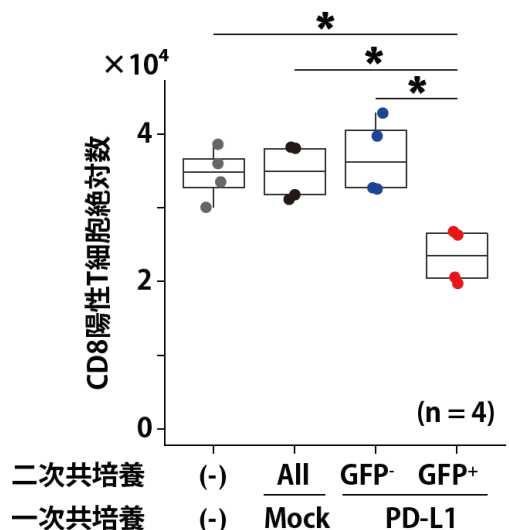 *
*
*
×10⁴
4
2
0
CD8陽性T細胞絶対数
(n = 4)
二次共培養 (-) All GFP⁻ GFP⁺
一次共培養 (-) Mock PD-L1